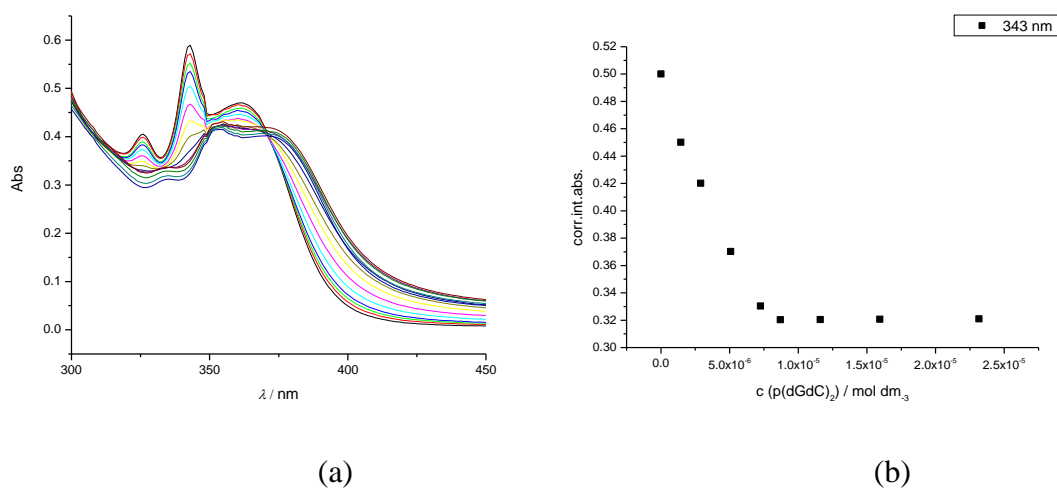 0.6
0.5
0.4
0.3
0.2
0.1
0.0
Abs
300
350
400
450
λ / nm
(a)
343 nm
0.52
0.50
0.48
0.46
0.44
0.42
0.40
0.38
0.36
0.34
0.32
0.30
corr.int.abs.
0.0
5.0x10⁻⁶
1.0x10⁻⁵
1.5x10⁻⁵
2.0x10⁻⁵
2.5x10⁻⁵
c (p(dGdC)₂) / mol dm₋₃
(b)